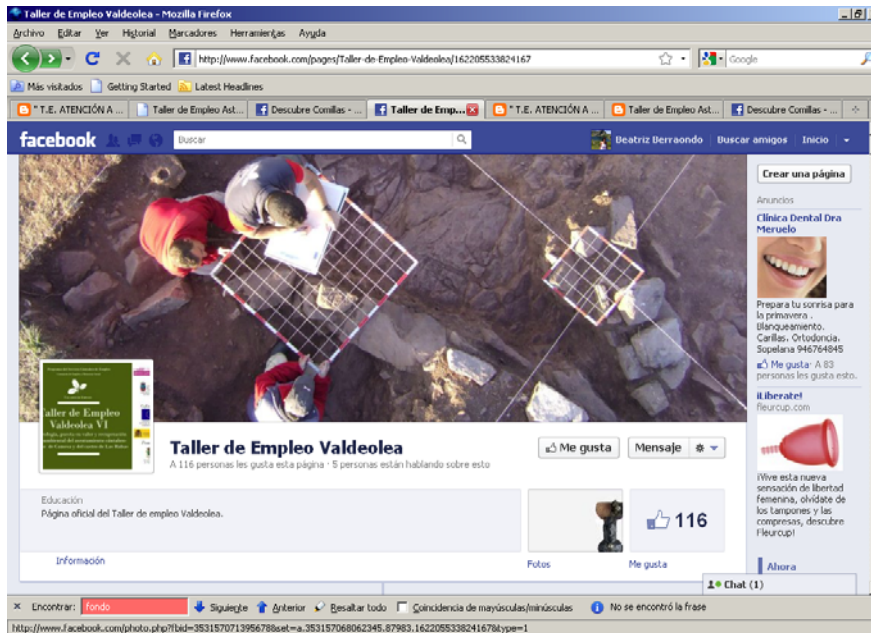 Taller de Empleo Valdeolea - Mozilla Firefox
Archivo Editar Ver Historial Marcadores Herramientas Ayuda
http://www.facebook.com/pages/Taller-de-Empleo-Valdeolea/162205533824167
Google
Más visitados Getting Started Latest Headlines
" T.E. ATENCIÓN A ... Taller de Empleo Ast... Descubre Comillas - ... Taller de Emp... " T.E. ATENCIÓN A ... Taller de Empleo Ast... Descubre Comillas - ...
facebook Buscar Beatriz Berraondo Buscar amigos Inicio
Crear una página
Anuncios
Clínica Dental Dra
Meruelo
Prepara tu sonrisa para
la primavera .
Blanqueamiento.
Carillas. Ortodoncia.
Sopelana 946764845
Me gusta · A 83
personas les gusta esto.
¡Liberate!
fleurcup.com
¡Vive esta nueva
sensación de libertad
femenina, olvídate de
los tampones y las
compresas, descubre
Fleurcup!
Ahora
Taller de Empleo
Valdeolea VI
Taller de Empleo Valdeolea
A 116 personas les gusta esta página · 5 personas están hablando sobre esto
Me gusta Mensaje
Educación
Página oficial del Taller de empleo Valdeolea.
Información
116
Fotos Me gusta
Chat (1)
Encontrar: fondo Siguiente Anterior Resaltar todo Coincidencia de mayúsculas/minúsculas No se encontró la frase
http://www.facebook.com/photo.php?fbid=353157071395678&set=a.353157068062345.87983.162205533824167&type=1